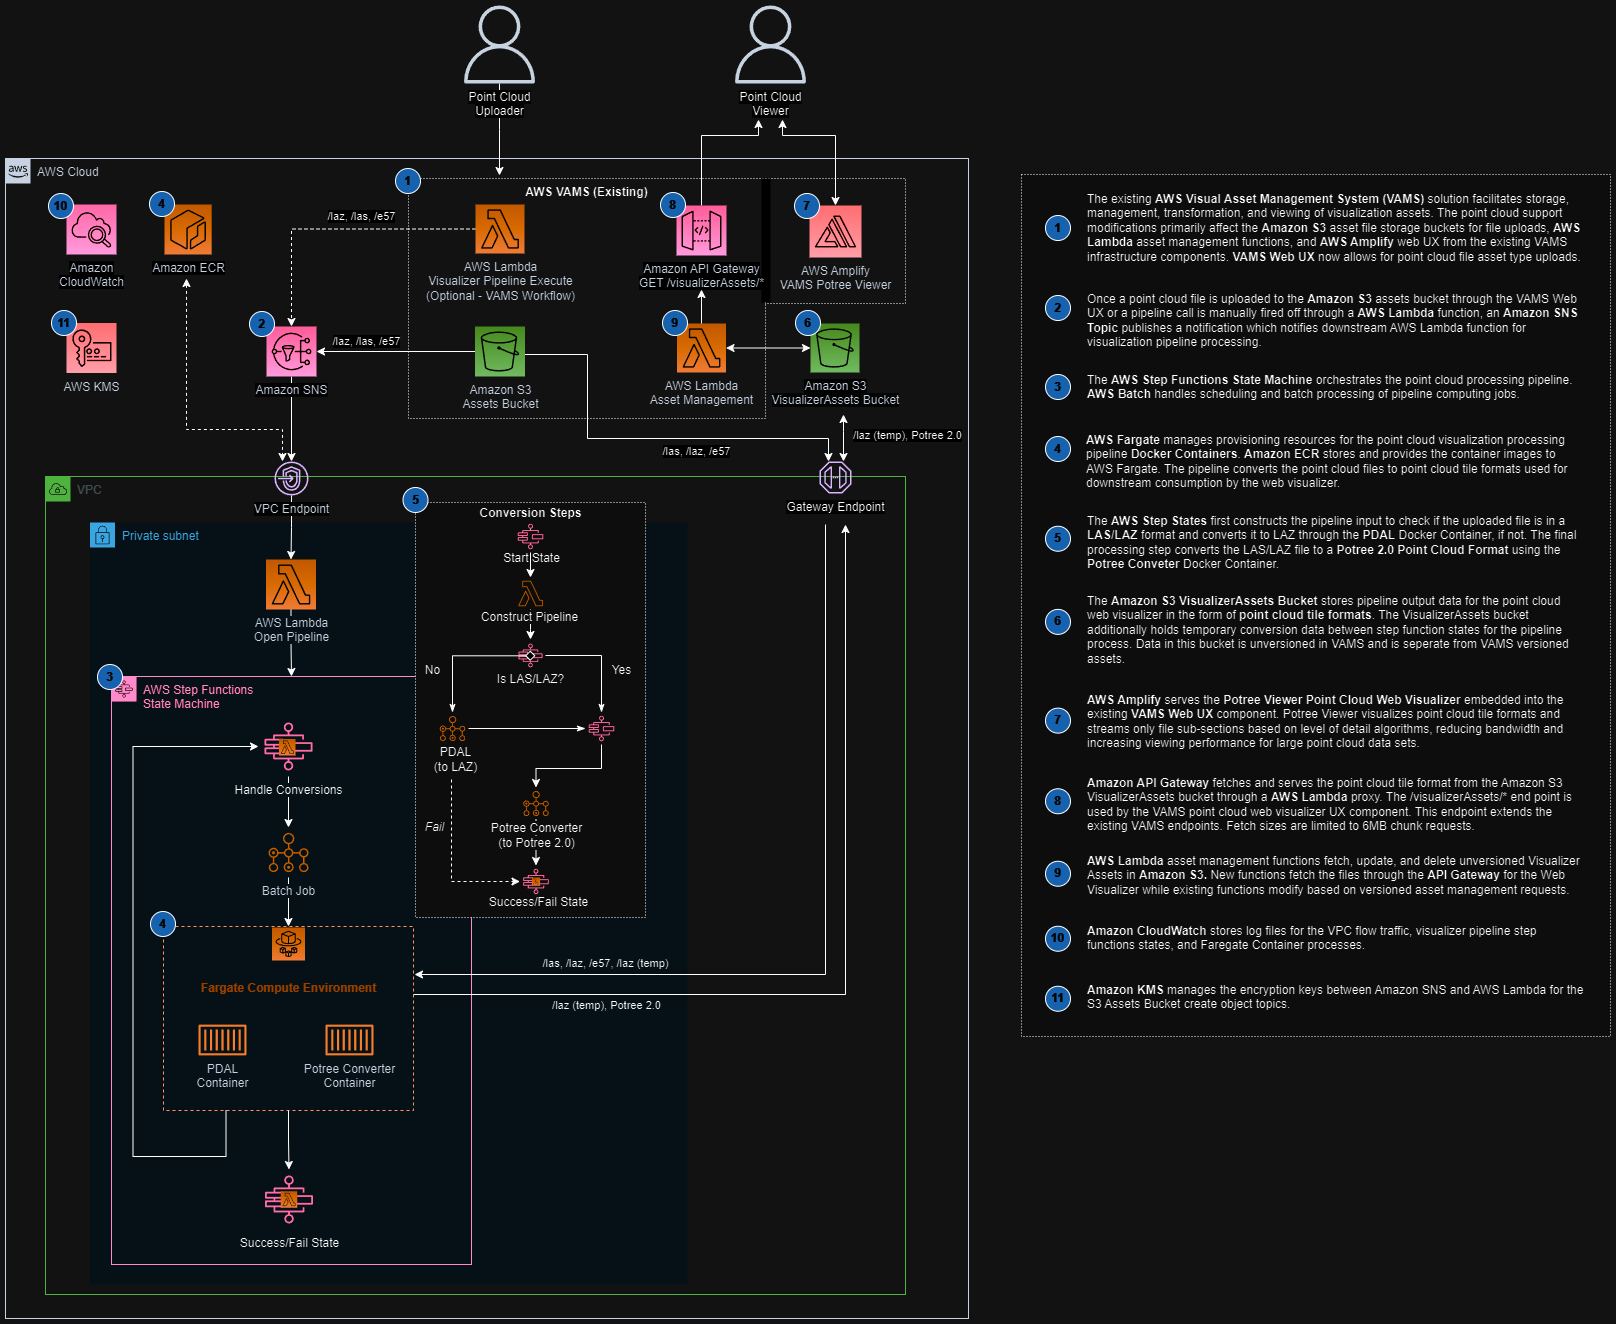 Point Cloud
Uploader
Point Cloud
Viewer
aws
AWS Cloud
1
AWS VAMS (Existing)
10
Amazon
CloudWatch
4
Amazon ECR
/laz, /las, /e57
AWS Lambda
Visualizer Pipeline Execute
(Optional - VAMS Workflow)
8
Amazon API Gateway
GET /visualizerAssets/*
7
AWS Amplify
VAMS Potree Viewer
11
AWS KMS
2
Amazon SNS
/laz, /las, /e57
Amazon S3
Assets Bucket
9
AWS Lambda
Asset Management
6
Amazon S3
VisualizerAssets Bucket
/laz (temp), Potree 2.0
/las, /laz, /e57
VPC
VPC Endpoint
Gateway Endpoint
Private subnet
AWS Lambda
Open Pipeline
5
Conversion Steps
Start State
Construct Pipeline
Is LAS/LAZ?
No
Yes
PDAL
(to LAZ)
Fail
Potree Converter
(to Potree 2.0)
Success/Fail State
3
AWS Step Functions
State Machine
Handle Conversions
Batch Job
4
Fargate Compute Environment
PDAL
Container
Potree Converter
Container
/las, /laz, /e57, /laz (temp)
/laz (temp), Potree 2.0
Success/Fail State
1
The existing AWS Visual Asset Management System (VAMS) solution facilitates storage,
management, transformation, and viewing of visualization assets. The point cloud support
modifications primarily affect the Amazon S3 asset file storage buckets for file uploads, AWS
Lambda asset management functions, and AWS Amplify web UX from the existing VAMS
infrastructure components. VAMS Web UX now allows for point cloud file asset type uploads.
2
Once a point cloud file is uploaded to the Amazon S3 assets bucket through the VAMS Web
UX or a pipeline call is manually fired off through a AWS Lambda function, an Amazon SNS
Topic publishes a notification which notifies downstream AWS Lambda function for
visualization pipeline processing.
3
The AWS Step Functions State Machine orchestrates the point cloud processing pipeline.
AWS Batch handles scheduling and batch processing of pipeline computing jobs.
4
AWS Fargate manages provisioning resources for the point cloud visualization processing
pipeline Docker Containers. Amazon ECR stores and provides the container images to
AWS Fargate. The pipeline converts the point cloud files to point cloud tile formats used for
downstream consumption by the web visualizer.
5
The AWS Step States first constructs the pipeline input to check if the uploaded file is in a
LAS/LAZ format and converts it to LAZ through the PDAL Docker Container, if not. The final
processing step converts the LAS/LAZ file to a Potree 2.0 Point Cloud Format using the
Potree Conveter Docker Container.
6
The Amazon S3 VisualizerAssets Bucket stores pipeline output data for the point cloud
web visualizer in the form of point cloud tile formats. The VisualizerAssets bucket
additionally holds temporary conversion data between step function states for the pipeline
process. Data in this bucket is unversioned in VAMS and is seperate from VAMS versioned
assets.
7
AWS Amplify serves the Potree Viewer Point Cloud Web Visualizer embedded into the
existing VAMS Web UX component. Potree Viewer visualizes point cloud tile formats and
streams only file sub-sections based on level of detail algorithms, reducing bandwidth and
increasing viewing performance for large point cloud data sets.
8
Amazon API Gateway fetches and serves the point cloud tile format from the Amazon S3
VisualizerAssets bucket through a AWS Lambda proxy. The /visualizerAssets/* end point is
used by the VAMS point cloud web visualizer UX component. This endpoint extends the
existing VAMS endpoints. Fetch sizes are limited to 6MB chunk requests.
9
AWS Lambda asset management functions fetch, update, and delete unversioned Visualizer
Assets in Amazon S3. New functions fetch the files through the API Gateway for the Web
Visualizer while existing functions modify based on versioned asset management requests.
10
Amazon CloudWatch stores log files for the VPC flow traffic, visualizer pipeline step
functions states, and Faregate Container processes.
11
Amazon KMS manages the encryption keys between Amazon SNS and AWS Lambda for the
S3 Assets Bucket create object topics.